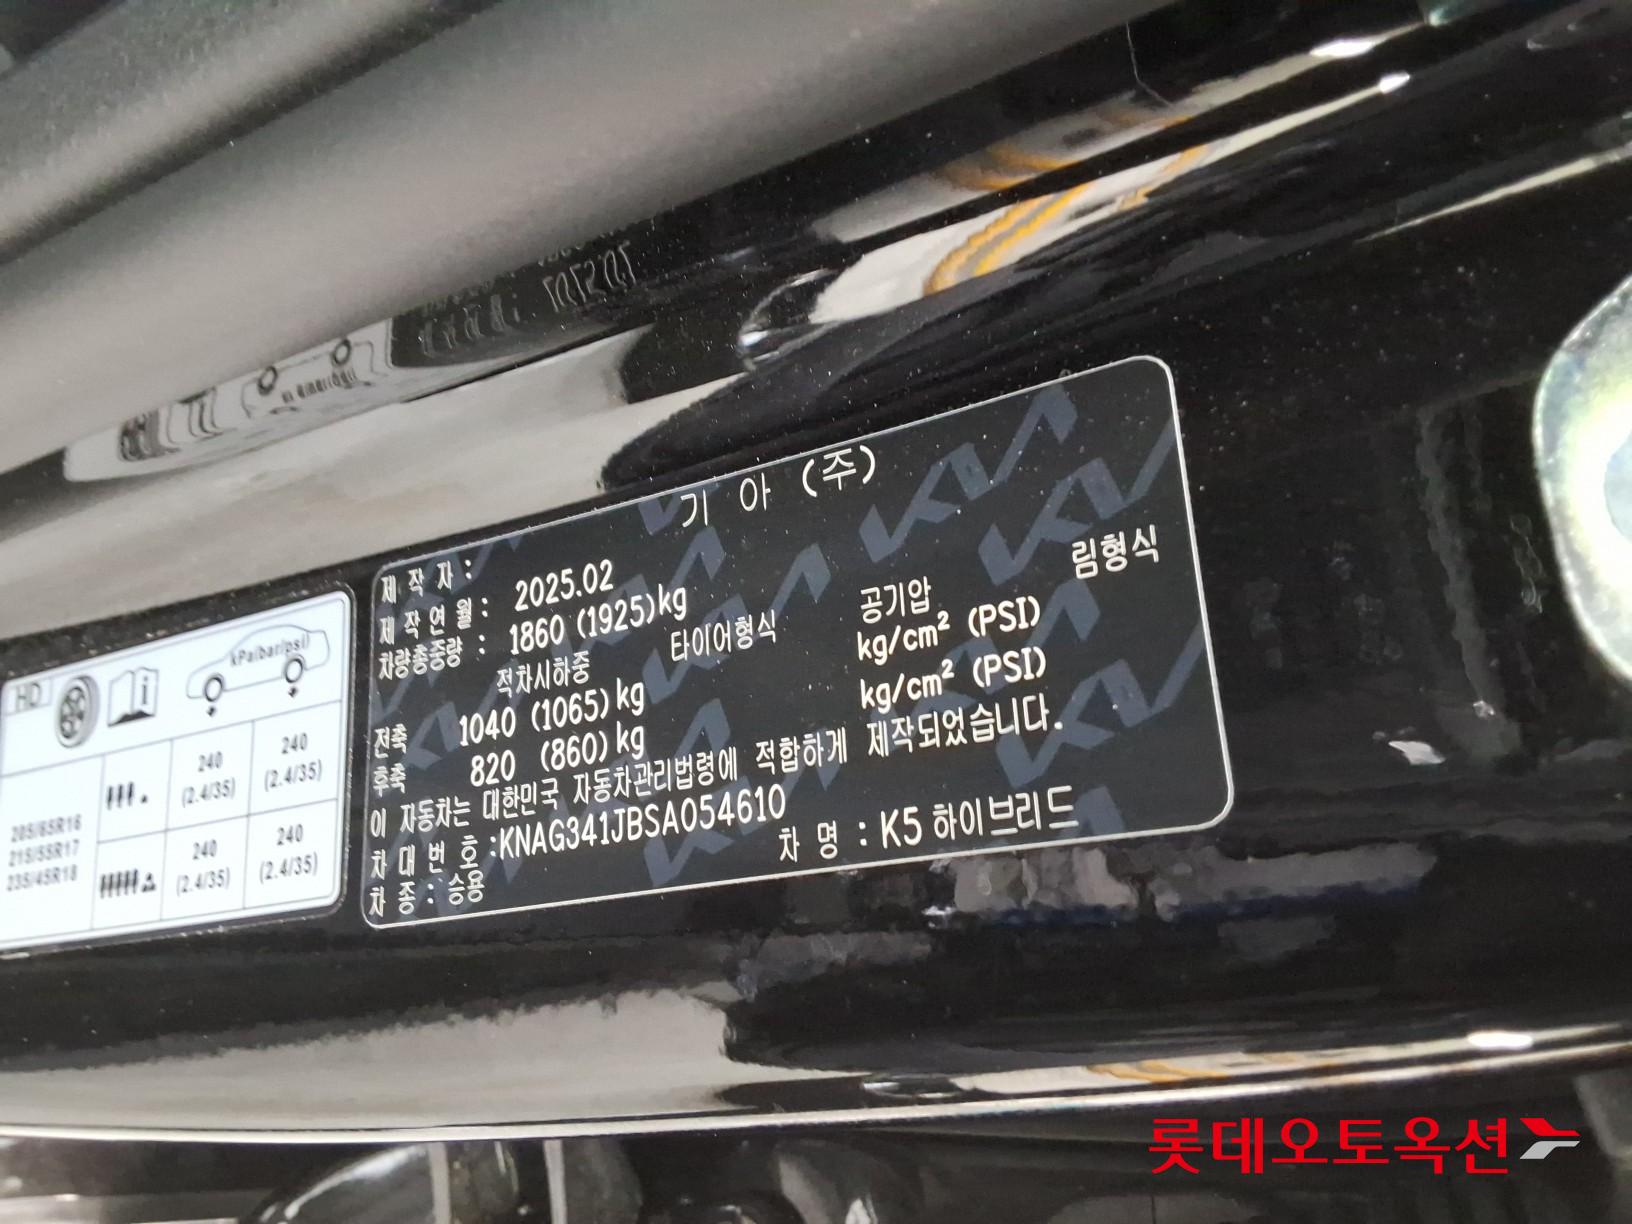 기 아 (주)
제 작 자 :
제 작 연 월 : 2025.02
차량총중량 : 1860 (1925)kg
적차시하중 타이어형식 공기압 림형식
전축 1040 (1065)kg kg/cm² (PSI)
후축 820 (860)kg kg/cm² (PSI)
이 자동차는 대한민국 자동차관리법령에 적합하게 제작되었습니다.
차 대 번 호 :KNAG341JBSA054610
차 종 : 승용 차 명 : K5 하이브리드
HD kPa(bar/psi)
205/65R16
215/55R17
235/45R18
240 (2.4/35) 240 (2.4/35)
240 (2.4/35) 240 (2.4/35)
롯데오토옥션